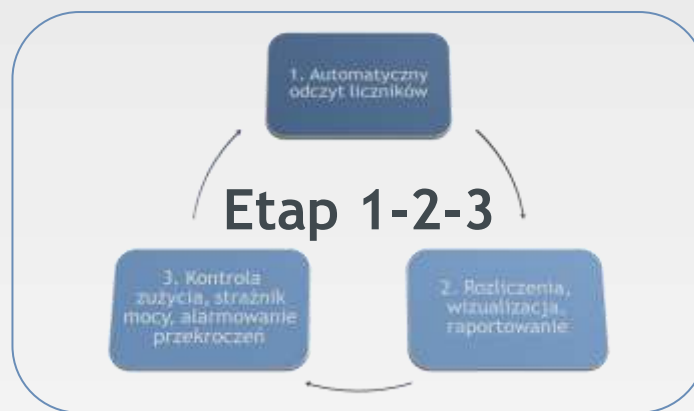 1. Automatyczny
odczyt liczników
Etap 1-2-3
3. Kontrola
zużycia, strażnik
mocy, alarmowanie
przekroczeń
2. Rozliczenia,
wizualizacja,
raportowanie